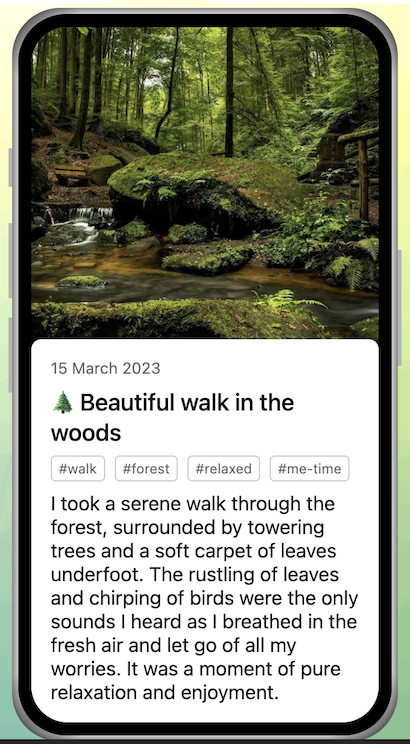 15 March 2023
🌲 Beautiful walk in the
woods
#walk #forest #relaxed #me-time
I took a serene walk through the
forest, surrounded by towering
trees and a soft carpet of leaves
underfoot. The rustling of leaves
and chirping of birds were the only
sounds I heard as I breathed in the
fresh air and let go of all my
worries. It was a moment of pure
relaxation and enjoyment.